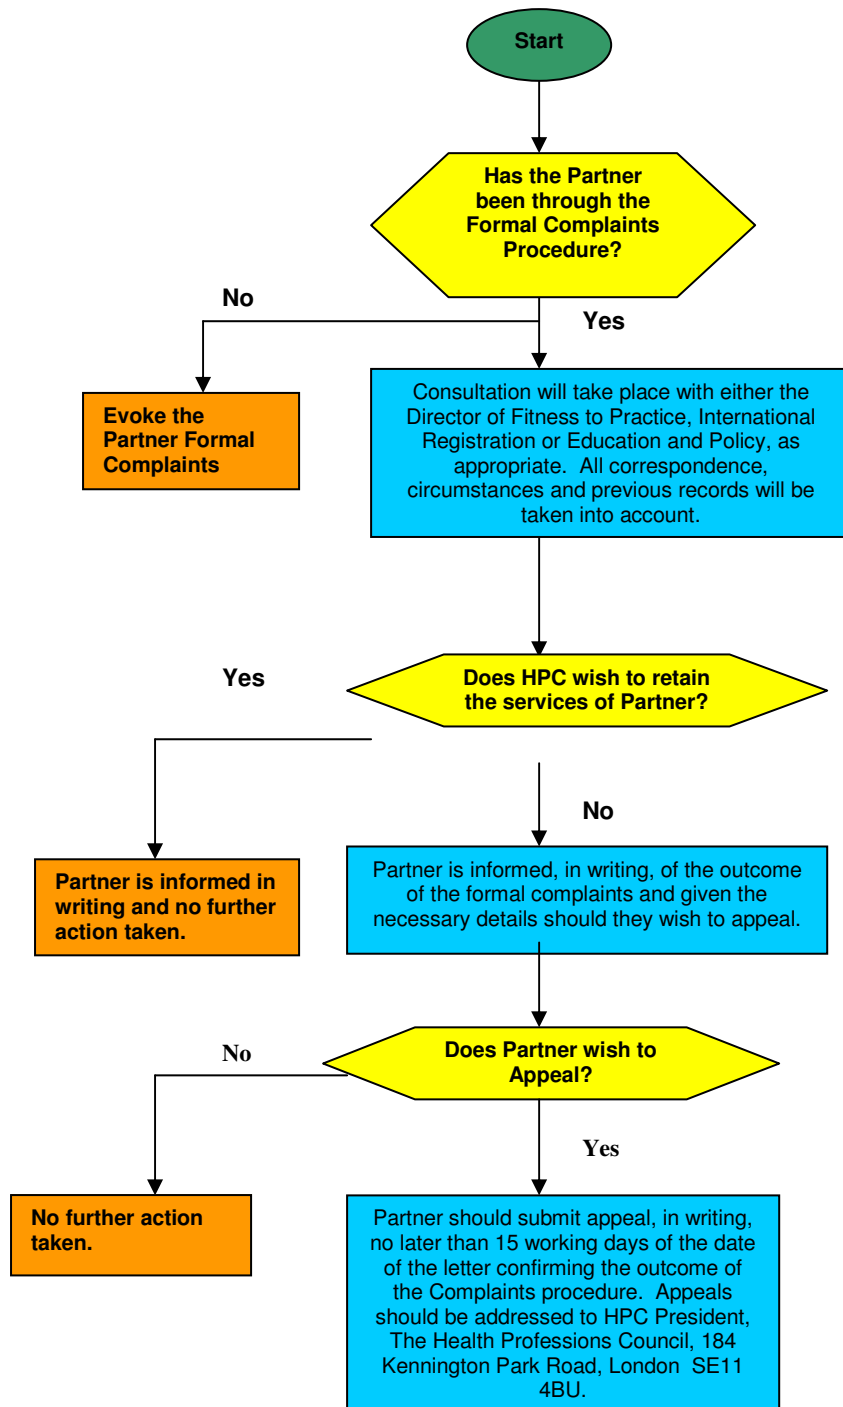 Start
Has the Partner
been through the
Formal Complaints
Procedure?
No
Yes
Evoke the
Partner Formal
Complaints
Consultation will take place with either the
Director of Fitness to Practice, International
Registration or Education and Policy, as
appropriate.  All correspondence,
circumstances and previous records will be
taken into account.
Does HPC wish to retain
the services of Partner?
Yes
No
Partner is informed in
writing and no further
action taken.
Partner is informed, in writing, of the outcome
of the formal complaints and given the
necessary details should they wish to appeal.
Does Partner wish to
Appeal?
No
Yes
No further action
taken.
Partner should submit appeal, in writing,
no later than 15 working days of the date
of the letter confirming the outcome of
the Complaints procedure.  Appeals
should be addressed to HPC President,
The Health Professions Council, 184
Kennington Park Road, London  SE11
4BU.